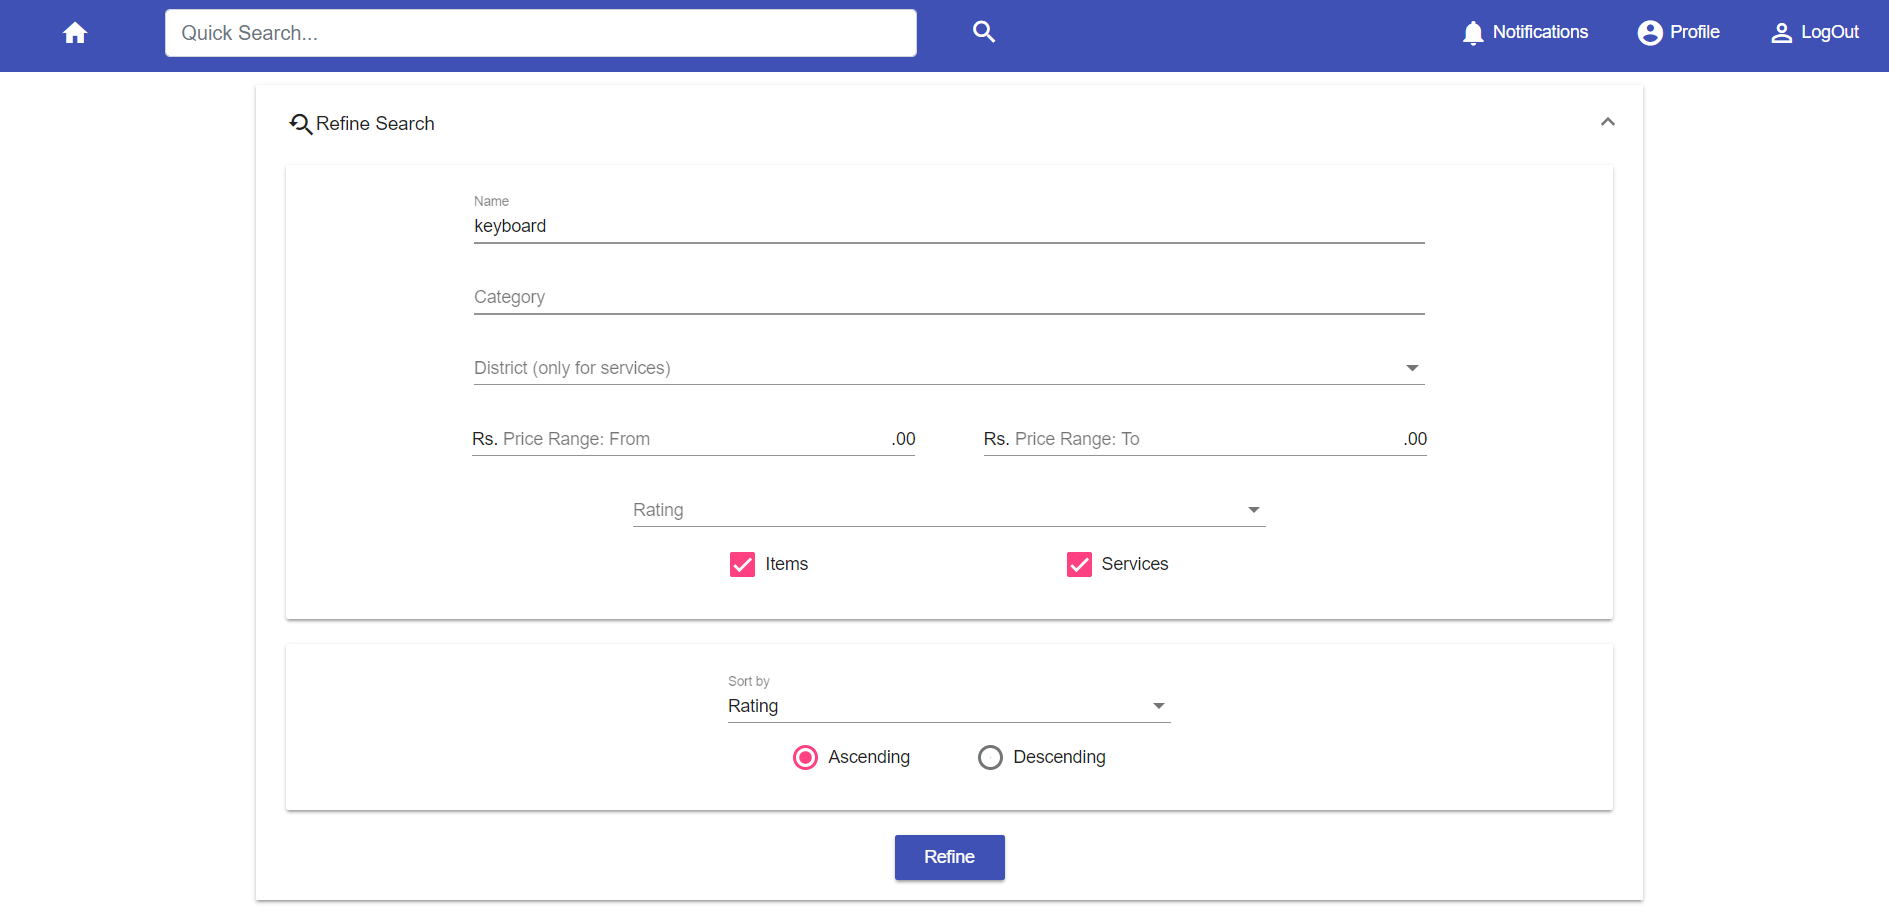 Quick Search...
Notifications
Profile
LogOut
Refine Search
Name
keyboard
Category
District (only for services)
Rs. Price Range: From .00 Rs. Price Range: To .00
Rating
Items Services
Sort by
Rating
Ascending Descending
Refine